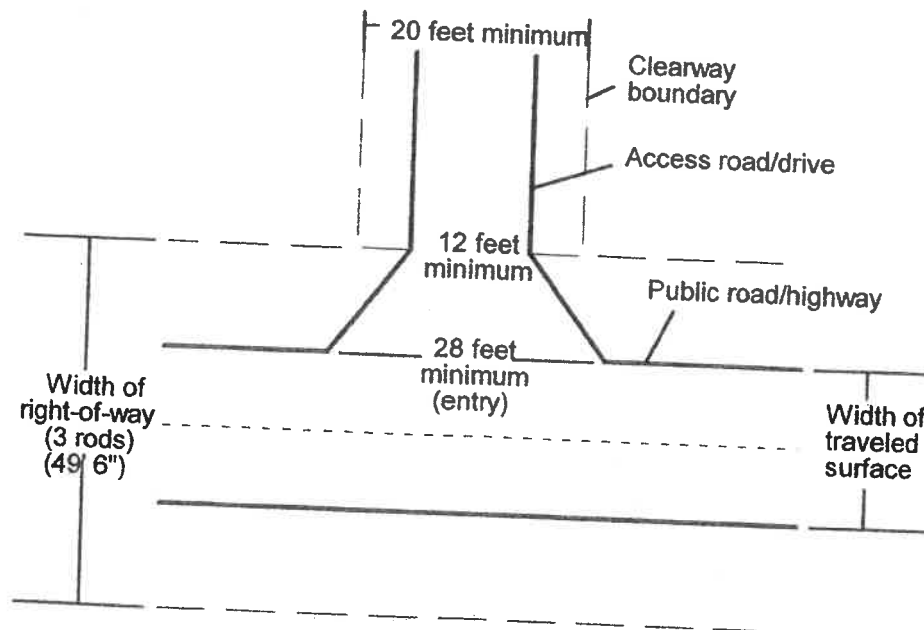 20 feet minimum
Clearway
boundary
Access road/drive
12 feet
minimum
Public road/highway
28 feet
minimum
(entry)
Width of
right-of-way
(3 rods)
(49' 6")
Width of
traveled
surface